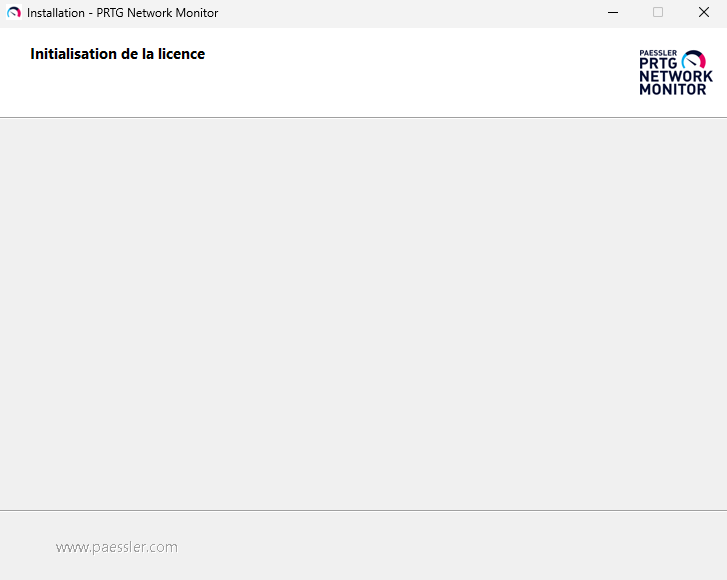 Installation - PRTG Network Monitor
Initialisation de la licence
PAESSLER
PRTG
NETWORK
MONITOR
www.paessler.com